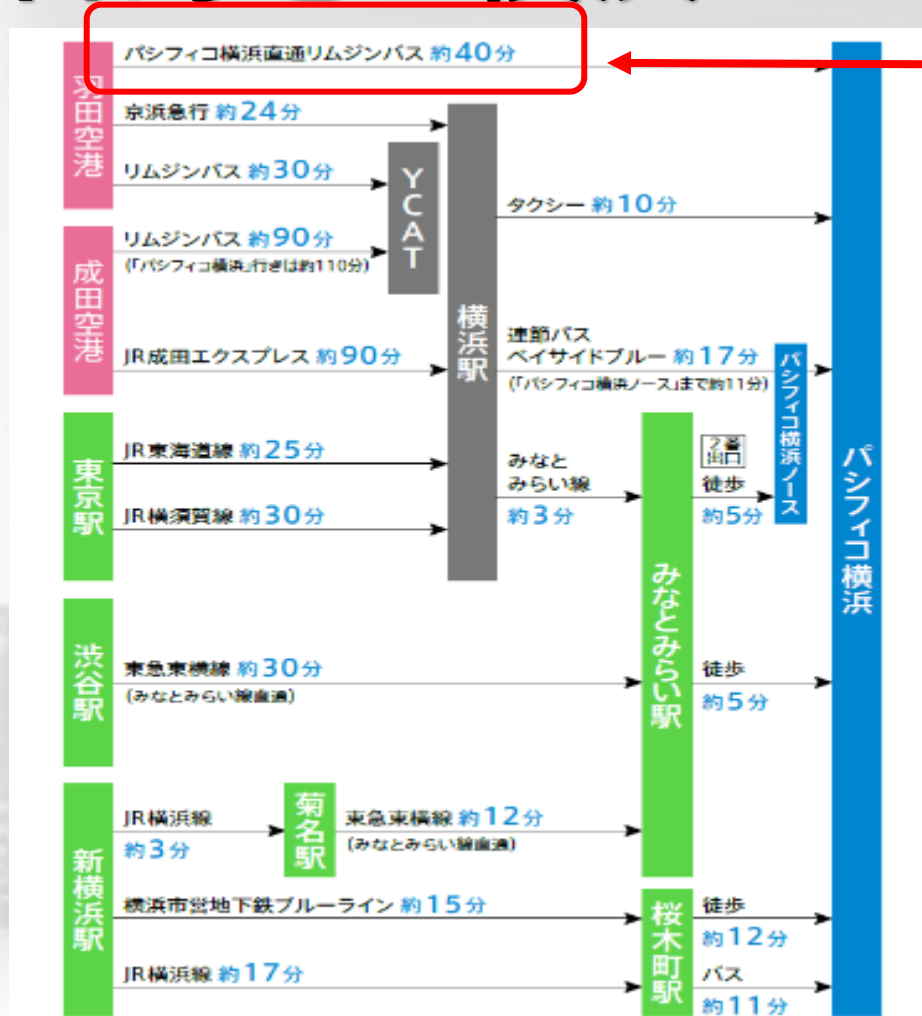 羽田空港
パシフィコ横浜直通リムジンバス 約40分
京浜急行 約24分
リムジンバス 約30分
成田空港
リムジンバス 約90分
(「パシフィコ横浜」行きは約110分)
JR成田エクスプレス 約90分
YCAT
横浜駅
タクシー 約10分
連節バス
ベイサイドブルー 約17分
(「パシフィコ横浜ノース」まで約11分)
パシフィコ横浜ノース
東京駅
JR東海道線 約25分
JR横須賀線 約30分
みなと
みらい線
約3分
2番
出口
徒歩
約5分
みなとみらい駅
パシフィコ横浜
渋谷駅
東急東横線 約30分
(みなとみらい線直通)
徒歩
約5分
新横浜駅
JR横浜線
約3分
菊名駅
東急東横線 約12分
(みなとみらい線直通)
横浜市営地下鉄ブルーライン 約15分
JR横浜線 約17分
桜木町駅
徒歩
約12分
バス
約11分